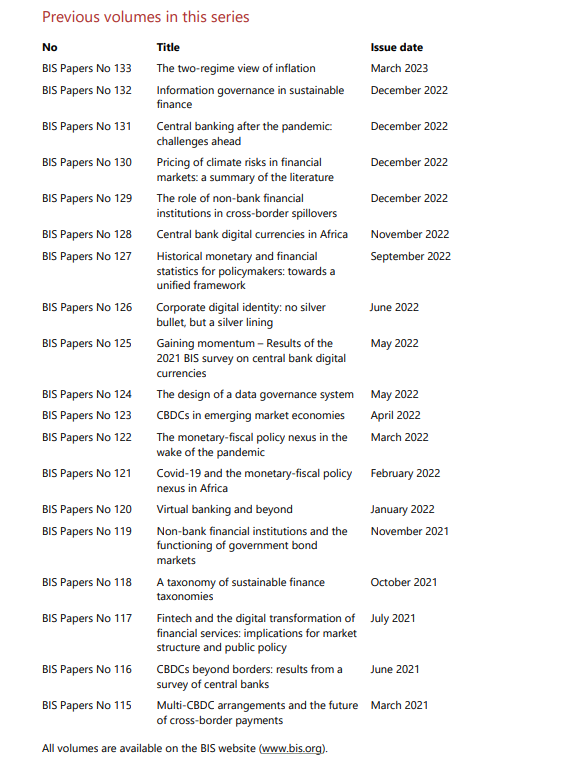 Previous volumes in this series
No Title Issue date
BIS Papers No 133 The two-regime view of inflation March 2023
BIS Papers No 132 Information governance in sustainable December 2022
finance
BIS Papers No 131 Central banking after the pandemic: December 2022
challenges ahead
BIS Papers No 130 Pricing of climate risks in financial December 2022
markets: a summary of the literature
BIS Papers No 129 The role of non-bank financial December 2022
institutions in cross-border spillovers
BIS Papers No 128 Central bank digital currencies in Africa November 2022
BIS Papers No 127 Historical monetary and financial September 2022
statistics for policymakers: towards a
unified framework
BIS Papers No 126 Corporate digital identity: no silver June 2022
bullet, but a silver lining
BIS Papers No 125 Gaining momentum – Results of the May 2022
2021 BIS survey on central bank digital
currencies
BIS Papers No 124 The design of a data governance system May 2022
BIS Papers No 123 CBDCs in emerging market economies April 2022
BIS Papers No 122 The monetary-fiscal policy nexus in the March 2022
wake of the pandemic
BIS Papers No 121 Covid-19 and the monetary-fiscal policy February 2022
nexus in Africa
BIS Papers No 120 Virtual banking and beyond January 2022
BIS Papers No 119 Non-bank financial institutions and the November 2021
functioning of government bond
markets
BIS Papers No 118 A taxonomy of sustainable finance October 2021
taxonomies
BIS Papers No 117 Fintech and the digital transformation of July 2021
financial services: implications for market
structure and public policy
BIS Papers No 116 CBDCs beyond borders: results from a June 2021
survey of central banks
BIS Papers No 115 Multi-CBDC arrangements and the future March 2021
of cross-border payments
All volumes are available on the BIS website (www.bis.org).